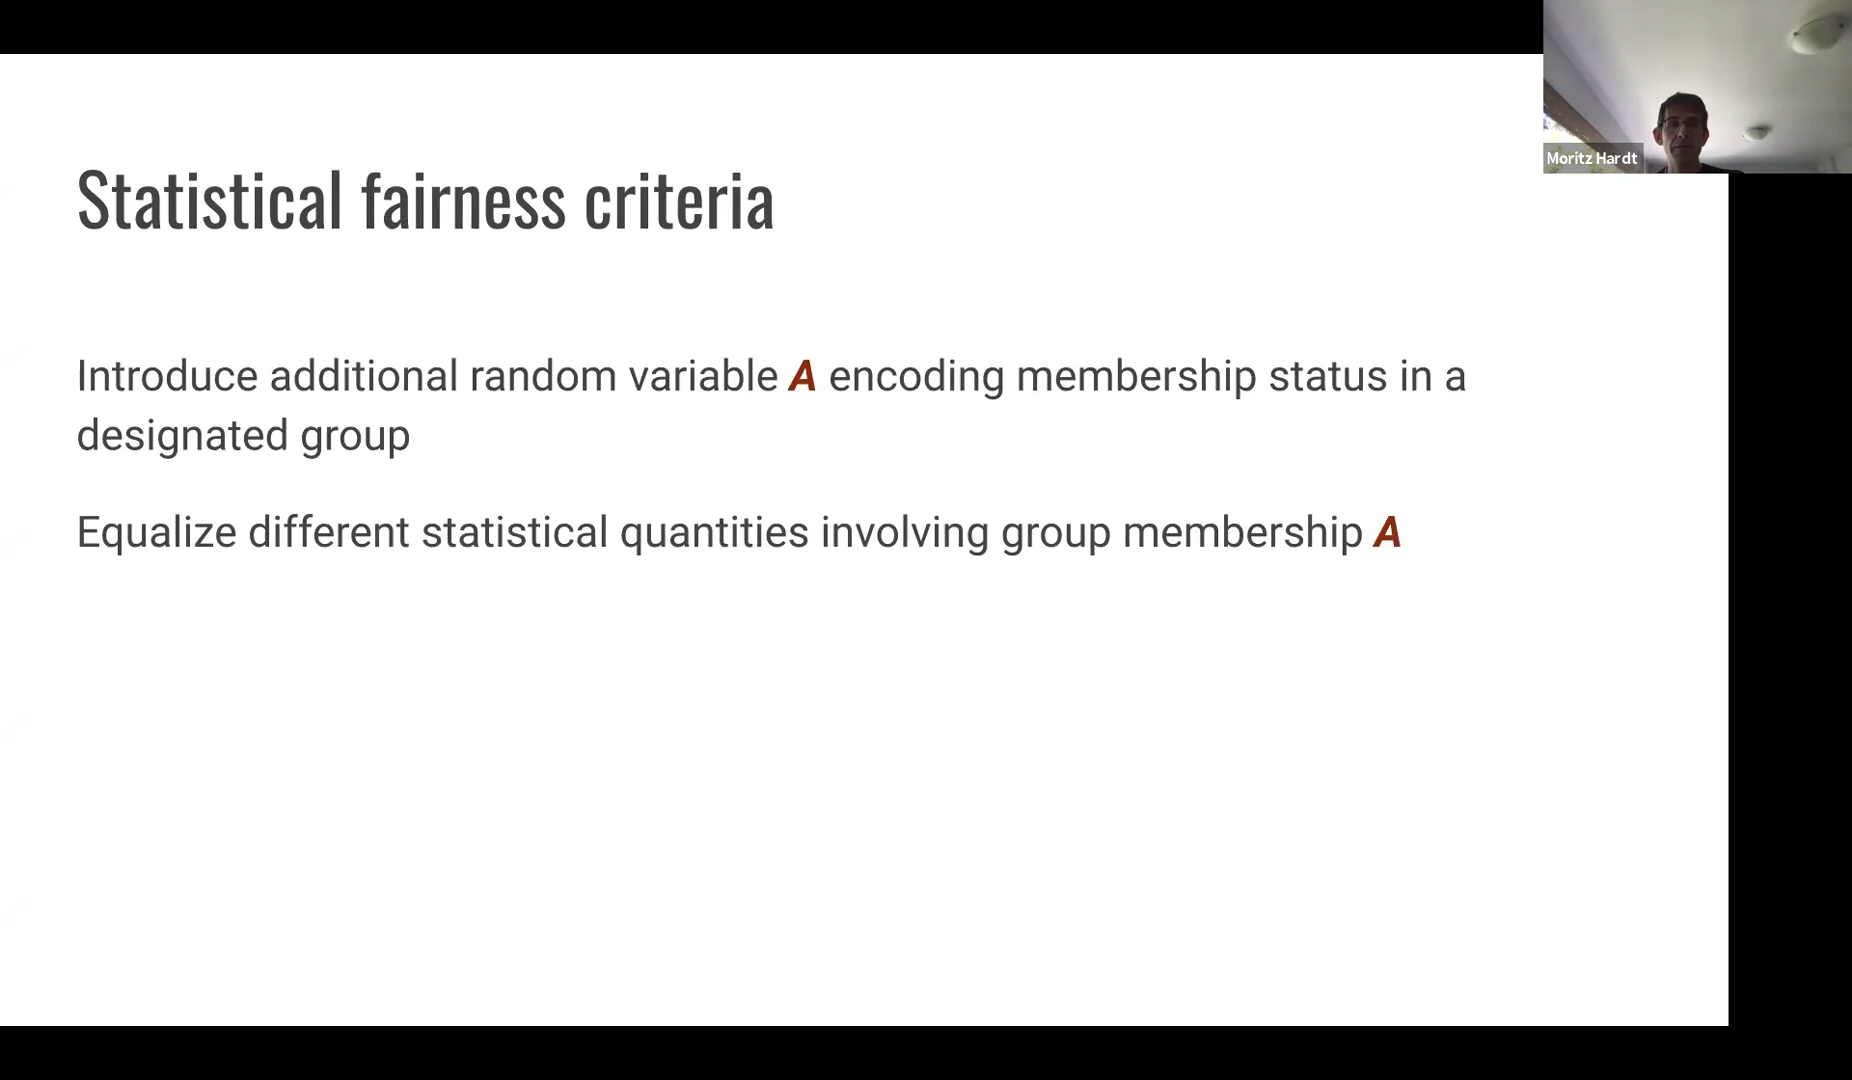 Moritz Hardt
Statistical fairness criteria
Introduce additional random variable A encoding membership status in a
designated group
Equalize different statistical quantities involving group membership A